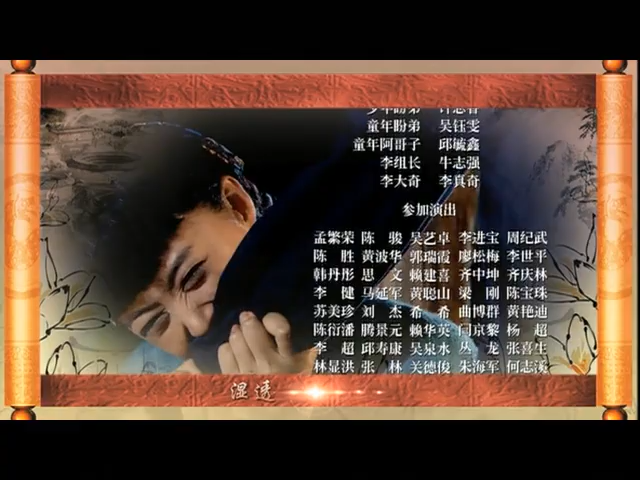 童年盼弟 吴钰雯
童年阿哥子 邱毓鑫
李组长 牛志强
李大奇 李真奇
参加演出
孟繁荣 陈 骏 吴艺卓 李进宝 周纪武
陈 胜 黄波华 郭瑞霞 廖松梅 李世平
韩丹彤 思 文 赖建喜 齐中坤 齐庆林
李 健 马延军 黄聪山 梁 刚 陈宝珠
苏美珍 刘 杰 希 希 曲博群 黄艳迪
陈衍潘 腾景元 赖华英 闫京黎 杨 超
李 超 邱寿康 吴泉水 丛 龙 张喜生
林显洪 张 林 关德俊 朱海军 何志溪
湿透